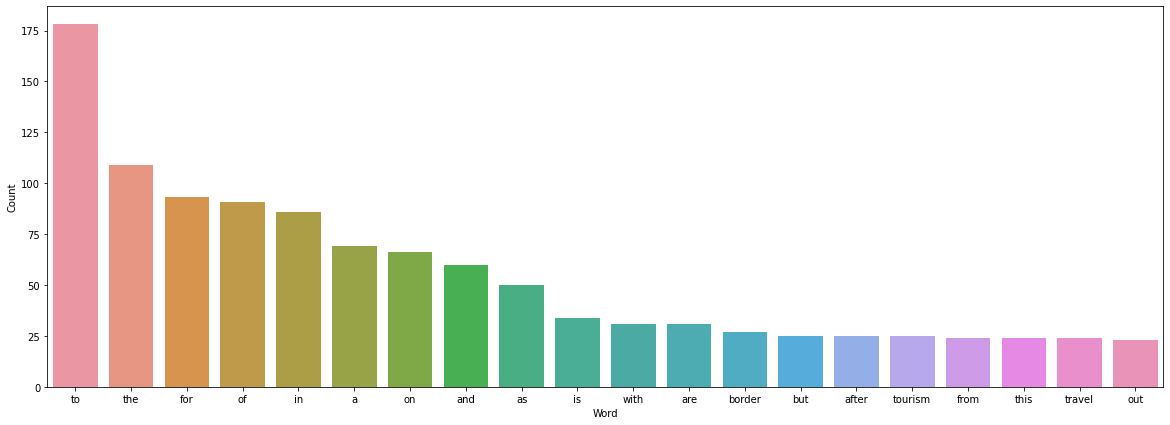 175
150
125
100
75
50
25
0
Count
to the for of in a on and as is with are border but after tourism from this travel out
Word